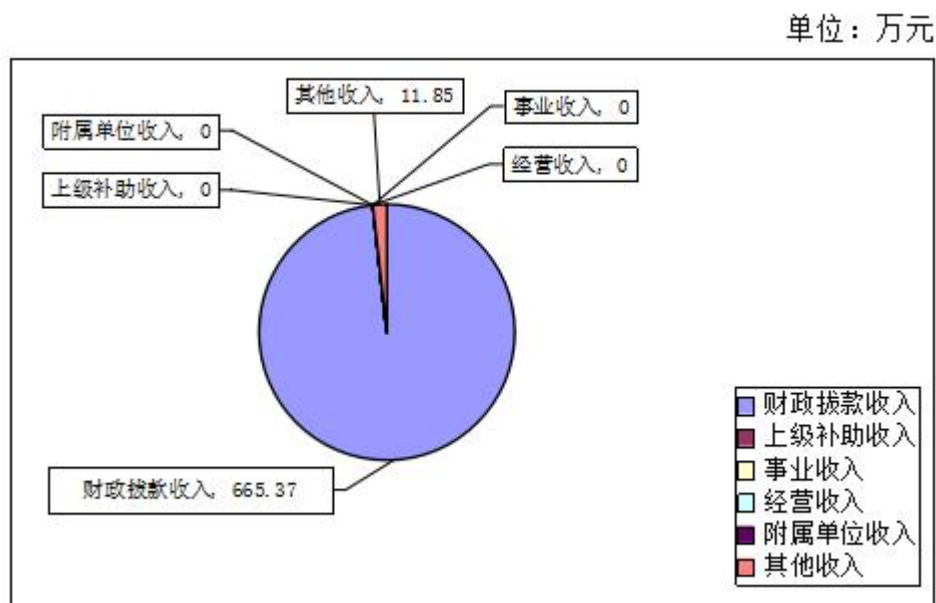 单位：万元
其他收入, 11.85
事业收入, 0
附属单位收入, 0
经营收入, 0
上级补助收入, 0
财政拨款收入, 665.37
财政拨款收入
上级补助收入
事业收入
经营收入
附属单位收入
其他收入